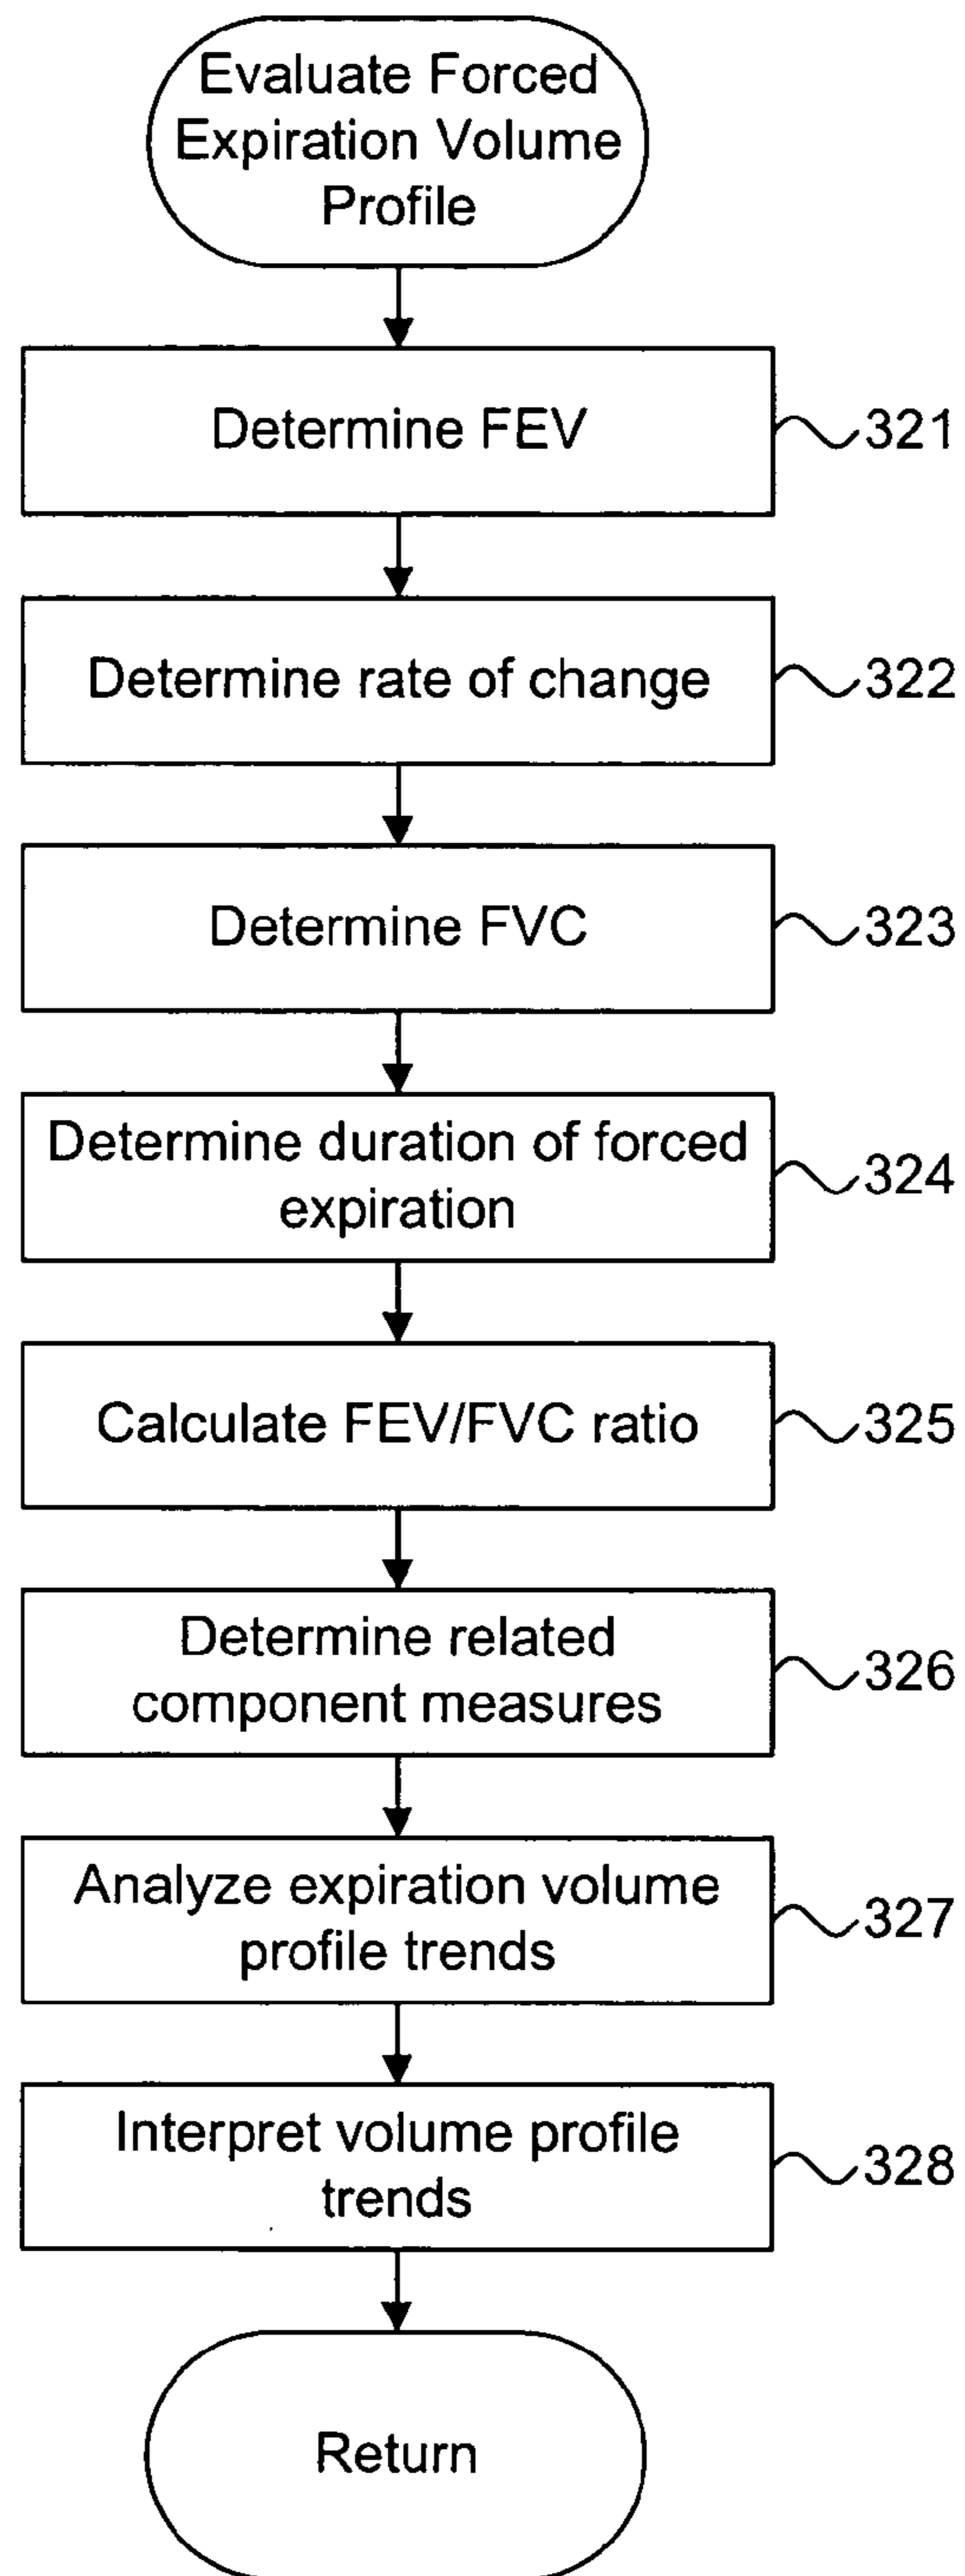 Evaluate Forced
Expiration Volume
Profile
Determine FEV
321
Determine rate of change
322
Determine FVC
323
Determine duration of forced
expiration
324
Calculate FEV/FVC ratio
325
Determine related
component measures
326
Analyze expiration volume
profile trends
327
Interpret volume profile
trends
328
Return